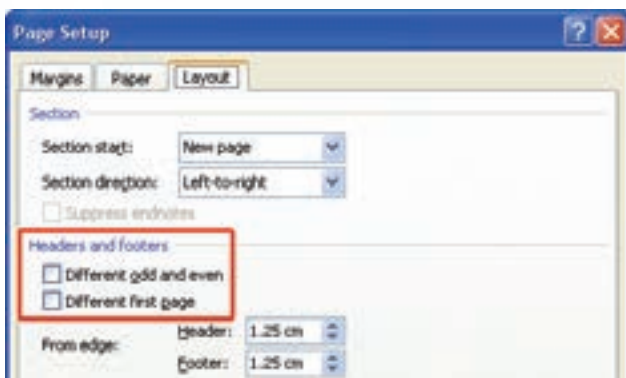 Page Setup
Margins Paper Layout
Section
Section start: New page
Section direction: Left-to-right
Suppress endnotes
Headers and footers
Different odd and even
Different first page
From edge:
Header: 1.25 cm
Footer: 1.25 cm